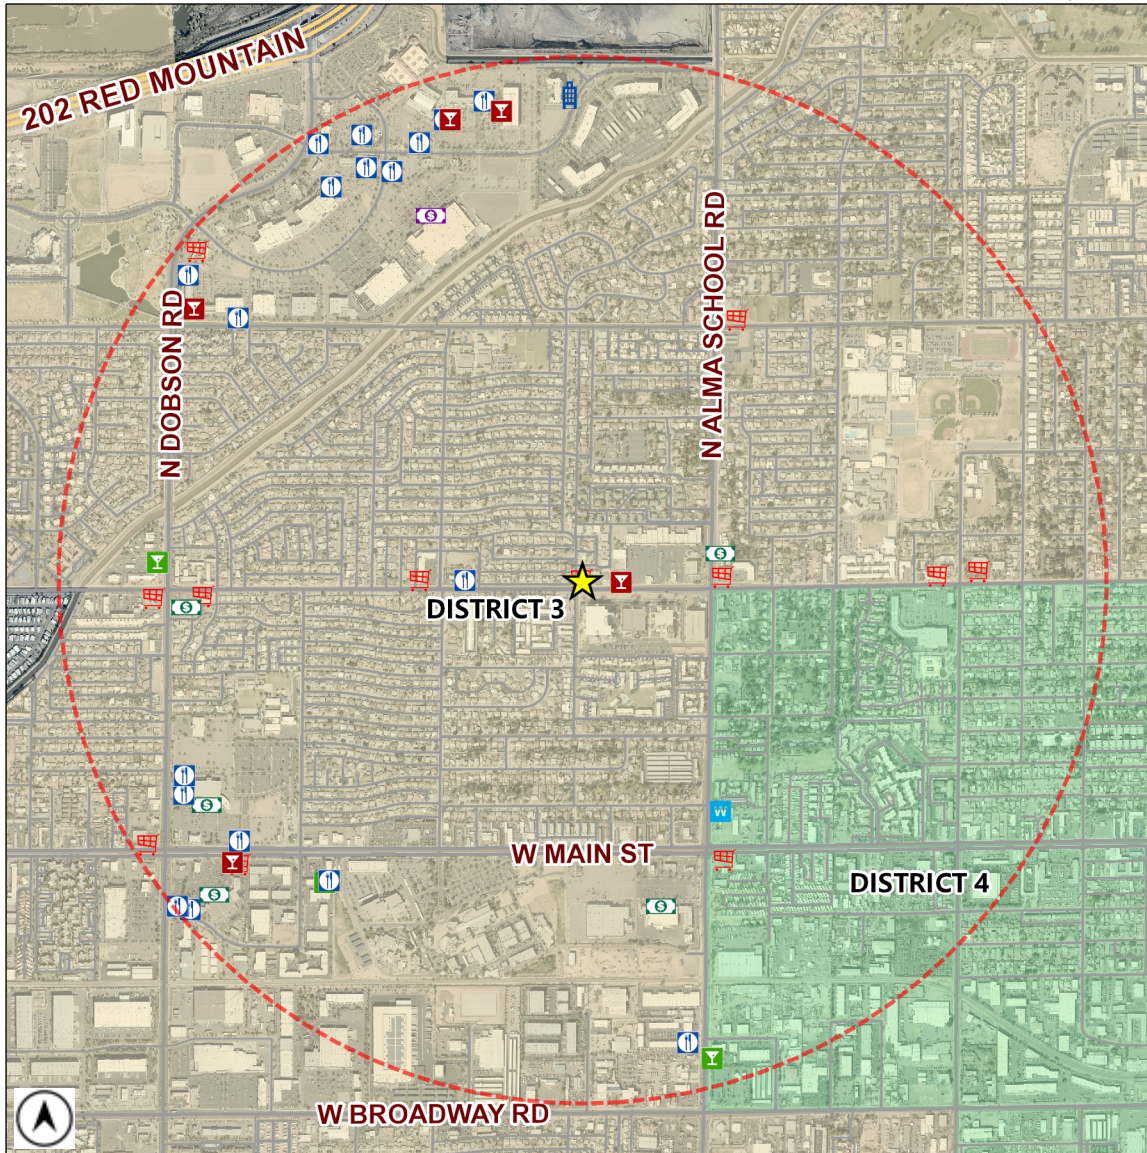 202 RED MOUNTAIN
N DOBSON RD
N ALMA SCHOOL RD
DISTRICT 3
W
W MAIN ST
DISTRICT 4
W BROADWAY RD